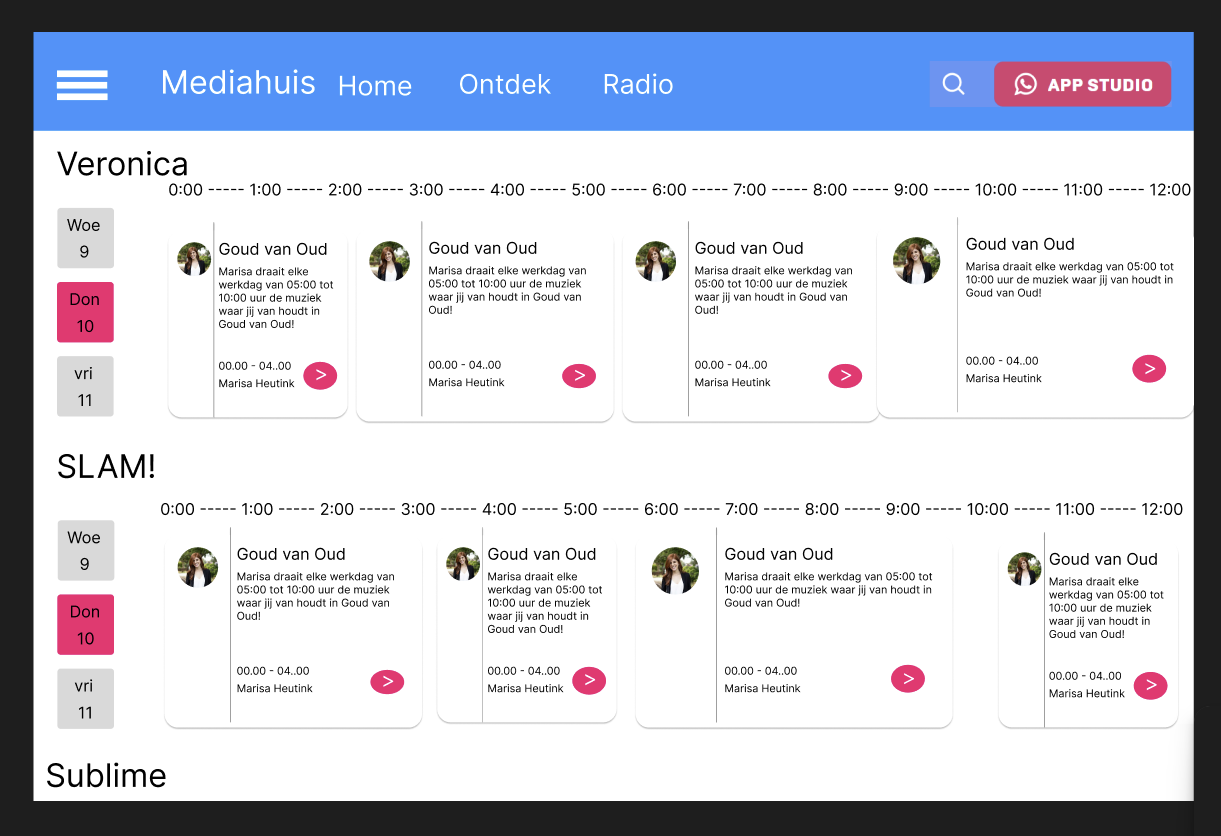 Mediahuis Home Ontdek Radio APP STUDIO
Veronica
0:00 ----- 1:00 ----- 2:00 ----- 3:00 ----- 4:00 ----- 5:00 ----- 6:00 ----- 7:00 ----- 8:00 ----- 9:00 ----- 10:00 ----- 11:00 ----- 12:00
Woe
9
Don
10
vri
11
Goud van Oud
Marisa draait elke
werkdag van 05:00 tot
10:00 uur de muziek
waar jij van houdt in
Goud van Oud!
00.00 - 04..00
Marisa Heutink
>
Goud van Oud
Marisa draait elke werkdag van
05:00 tot 10:00 uur de muziek
waar jij van houdt in Goud van
Oud!
00.00 - 04..00
Marisa Heutink
>
Goud van Oud
Marisa draait elke werkdag van
05:00 tot 10:00 uur de muziek
waar jij van houdt in Goud van
Oud!
00.00 - 04..00
Marisa Heutink
>
Goud van Oud
Marisa draait elke werkdag van 05:00 tot
10:00 uur de muziek waar jij van houdt in
Goud van Oud!
00.00 - 04..00
Marisa Heutink
>
SLAM!
0:00 ----- 1:00 ----- 2:00 ----- 3:00 ----- 4:00 ----- 5:00 ----- 6:00 ----- 7:00 ----- 8:00 ----- 9:00 ----- 10:00 ----- 11:00 ----- 12:00
Woe
9
Don
10
vri
11
Goud van Oud
Marisa draait elke werkdag van
05:00 tot 10:00 uur de muziek
waar jij van houdt in Goud van
Oud!
00.00 - 04..00
Marisa Heutink
>
Goud van Oud
Marisa draait elke
werkdag van 05:00 tot
10:00 uur de muziek
waar jij van houdt in
Goud van Oud!
00.00 - 04..00
Marisa Heutink
>
Goud van Oud
Marisa draait elke werkdag van 05:00 tot
10:00 uur de muziek waar jij van houdt in
Goud van Oud!
00.00 - 04..00
Marisa Heutink
>
Goud van Oud
Marisa draait elke
werkdag van 05:00 tot
10:00 uur de muziek
waar jij van houdt in
Goud van Oud!
00.00 - 04..00
Marisa Heutink
>
Sublime